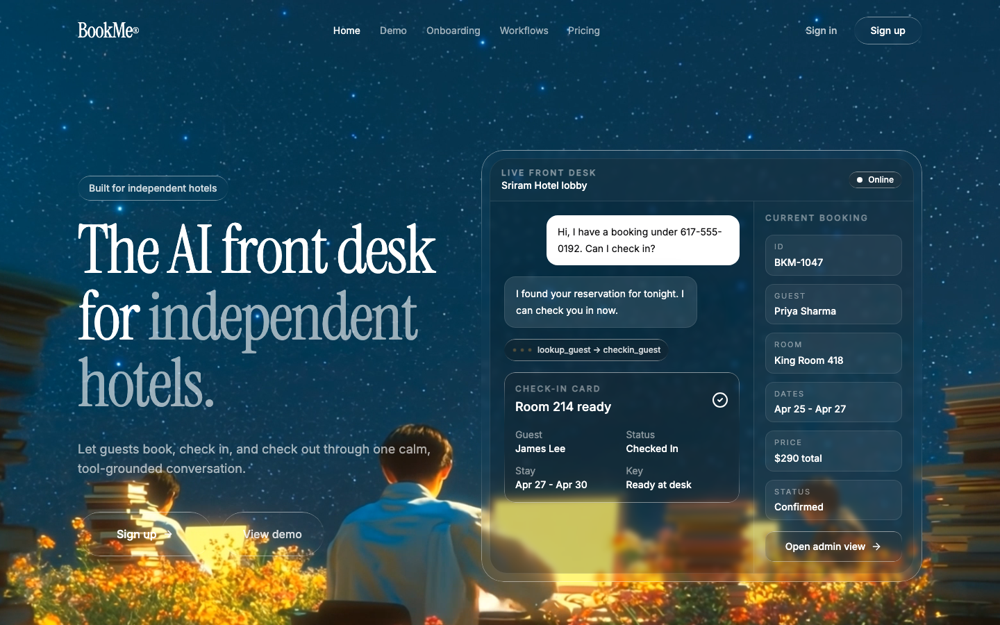 BookMe®
Home Demo Onboarding Workflows Pricing
Sign in Sign up
Built for independent hotels
The AI front desk
for independent
hotels.
Let guests book, check in, and check out through one calm,
tool-grounded conversation.
Sign up →
View demo
LIVE FRONT DESK
Sriram Hotel lobby
Online
Hi, I have a booking under 617-555-
0192. Can I check in?
I found your reservation for tonight. I
can check you in now.
lookup_guest → checkin_guest
CHECK-IN CARD
Room 214 ready
Guest
James Lee
Status
Checked In
Stay
Apr 27 - Apr 30
Key
Ready at desk
CURRENT BOOKING
ID
BKM-1047
GUEST
Priya Sharma
ROOM
King Room 418
DATES
Apr 25 - Apr 27
PRICE
$290 total
STATUS
Confirmed
Open admin view →